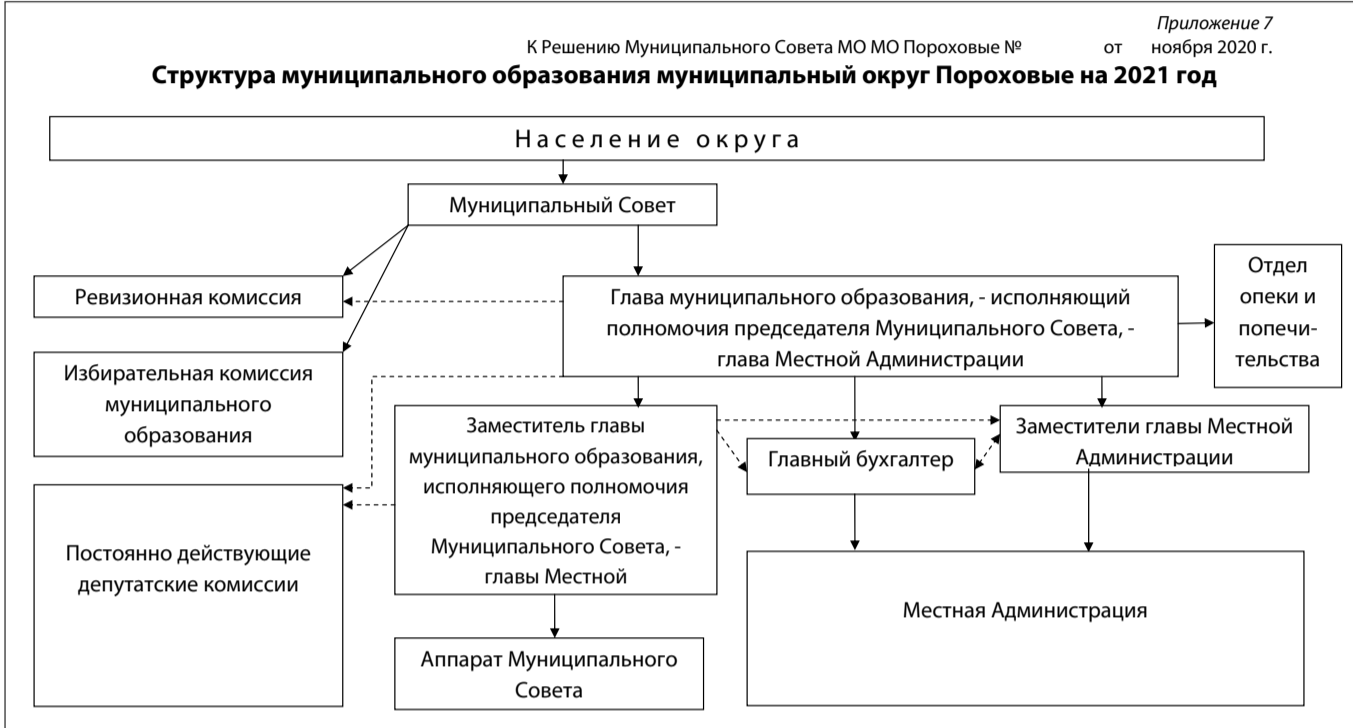 Приложение 7
К Решению Муниципального Совета МО МО Пороховые № от ноября 2020 г.
Структура муниципального образования муниципальный округ Пороховые на 2021 год
Население округа
Муниципальный Совет
Ревизионная комиссия
Глава муниципального образования, - исполняющий
полномочия председателя Муниципального Совета, -
глава Местной Администрации
Отдел
опеки и
попечи-
тельства
Избирательная комиссия
муниципального
образования
Заместитель главы
муниципального образования,
исполняющего полномочия
председателя
Муниципального Совета, -
главы Местной
Главный бухгалтер
Заместители главы Местной
Администрации
Постоянно действующие
депутатские комиссии
Местная Администрация
Аппарат Муниципального
Совета